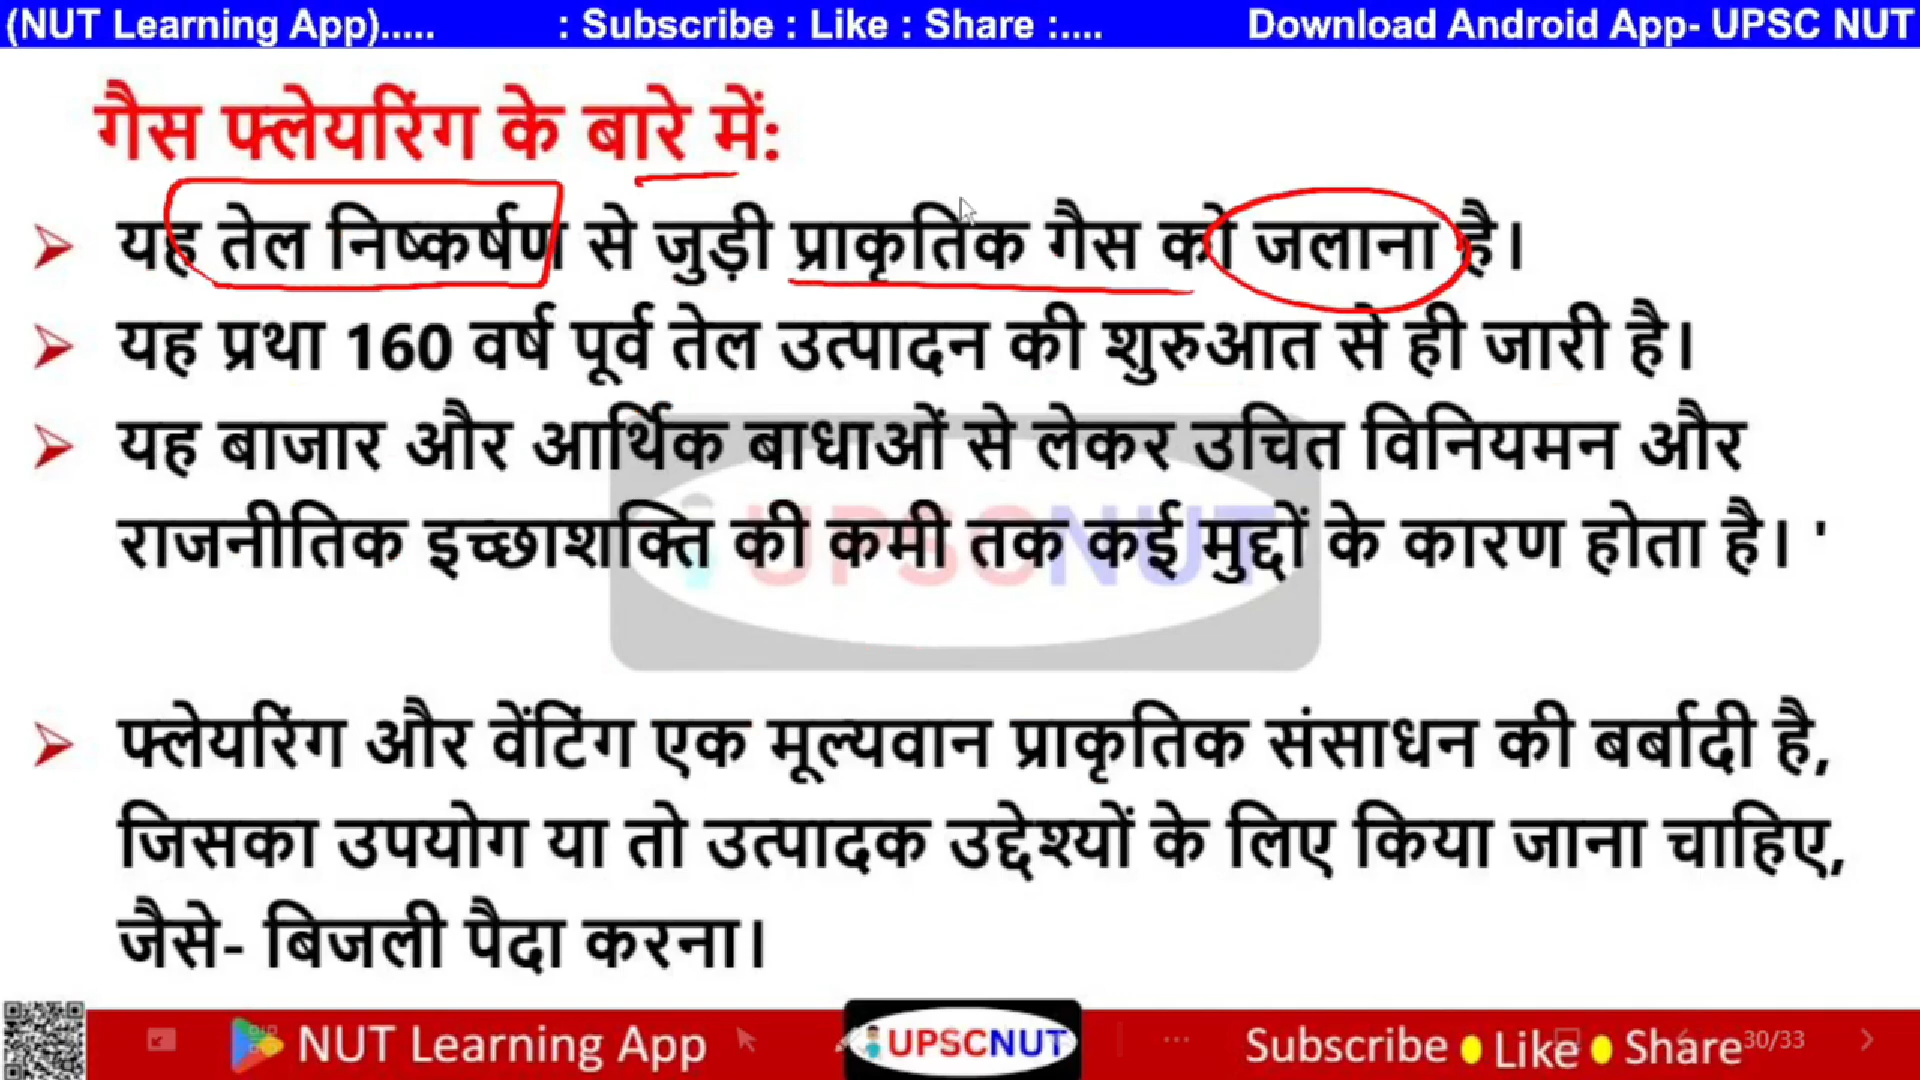 (NUT Learning App)..... : Subscribe : Like : Share :.... Download Android App- UPSC NUT
गैस फ्लेयरिंग के बारे में:
यह तेल निष्कर्षण से जुड़ी प्राकृतिक गैस को जलाना है।
यह प्रथा 160 वर्ष पूर्व तेल उत्पादन की शुरुआत से ही जारी है।
यह बाजार और आर्थिक बाधाओं से लेकर उचित विनियमन और
राजनीतिक इच्छाशक्ति की कमी तक कई मुद्दों के कारण होता है। '
UPSCNUT
फ्लेयरिंग और वेंटिंग एक मूल्यवान प्राकृतिक संसाधन की बर्बादी है,
जिसका उपयोग या तो उत्पादक उद्देश्यों के लिए किया जाना चाहिए,
जैसे- बिजली पैदा करना।
NUT Learning App UPSCNUT Subscribe Like Share 30/33